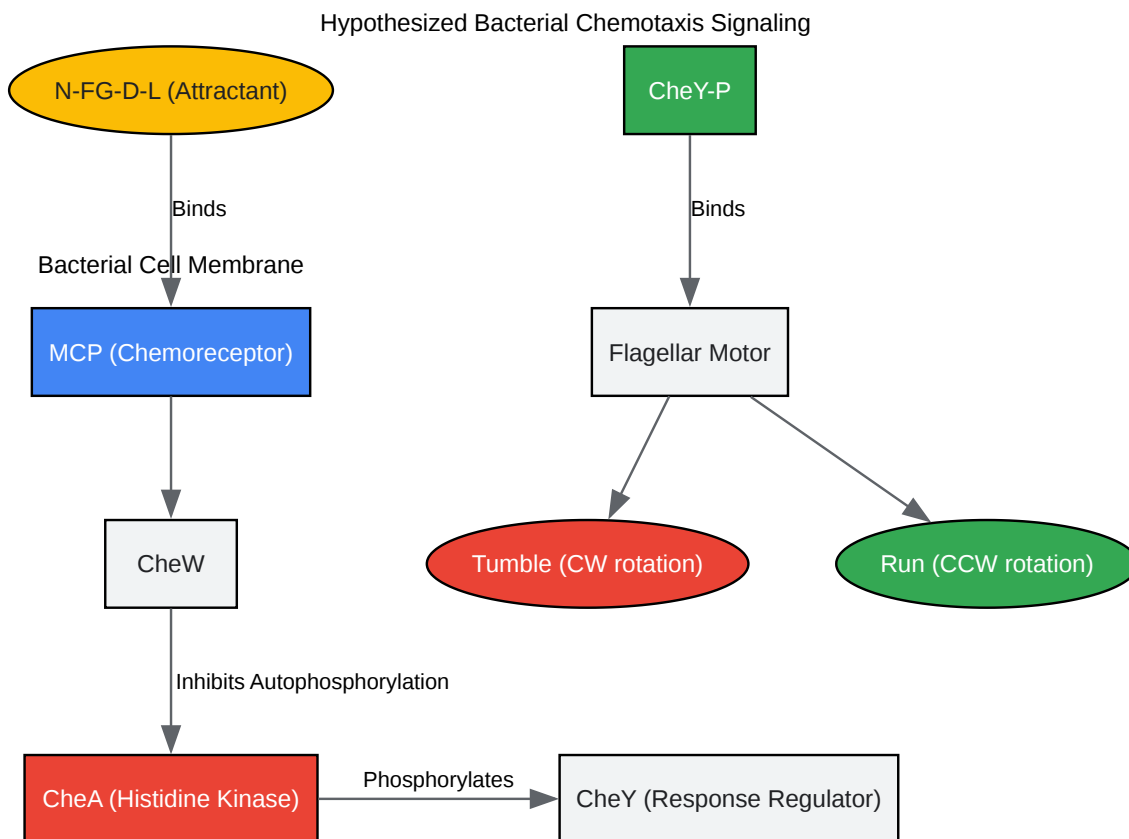 Hypothesized Bacterial Chemotaxis Signaling
N-FG-D-L (Attractant)
CheY-P
Binds
Binds
Bacterial Cell Membrane
MCP (Chemoreceptor)
Flagellar Motor
CheW
Tumble (CW rotation)
Run (CCW rotation)
Inhibits Autophosphorylation
CheA (Histidine Kinase)
Phosphorylates
CheY (Response Regulator)